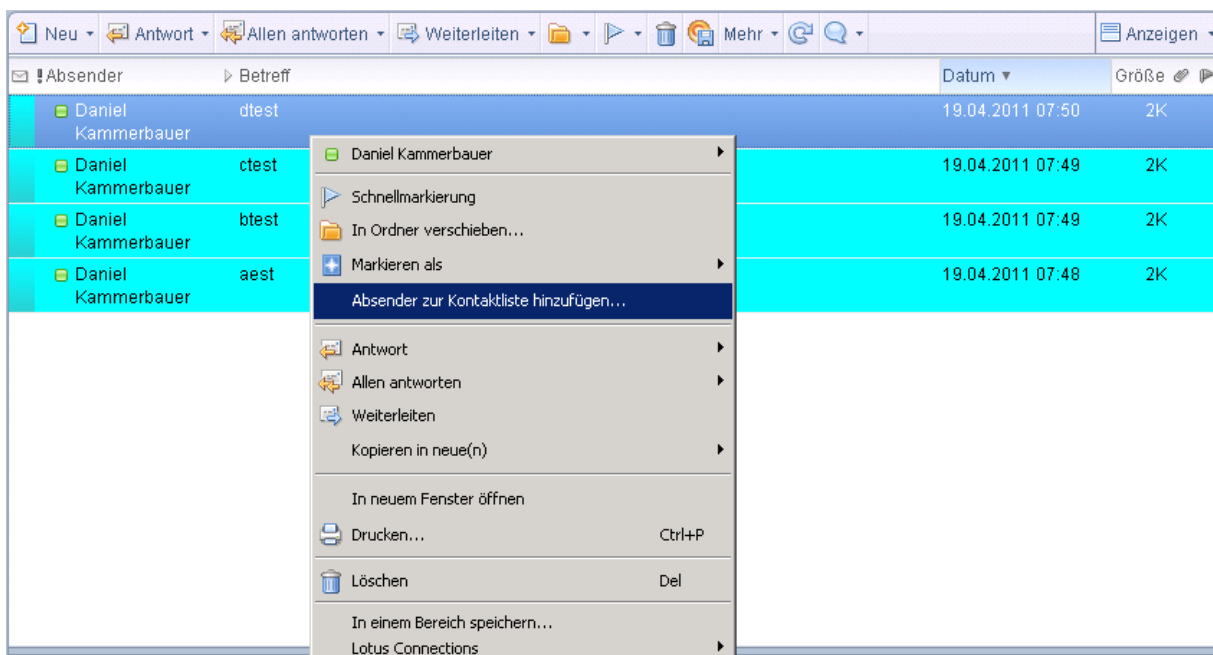 Neu Antwort Allen antworten Weiterleiten Mehr Anzeigen
!Absender Betreff Datum Größe
Daniel dtest 19.04.2011 07:50 2K
Kammerbauer
Daniel Kammerbauer
Daniel ctest 19.04.2011 07:49 2K
Kammerbauer
Schnellmarkierung
Daniel btest 19.04.2011 07:49 2K
Kammerbauer
In Ordner verschieben...
Markieren als
Daniel aest 19.04.2011 07:48 2K
Kammerbauer
Absender zur Kontaktliste hinzufügen...
Antwort
Allen antworten
Weiterleiten
Kopieren in neue(n)
In neuem Fenster öffnen
Drucken... Ctrl+P
Löschen Del
In einem Bereich speichern...
Lotus Connections